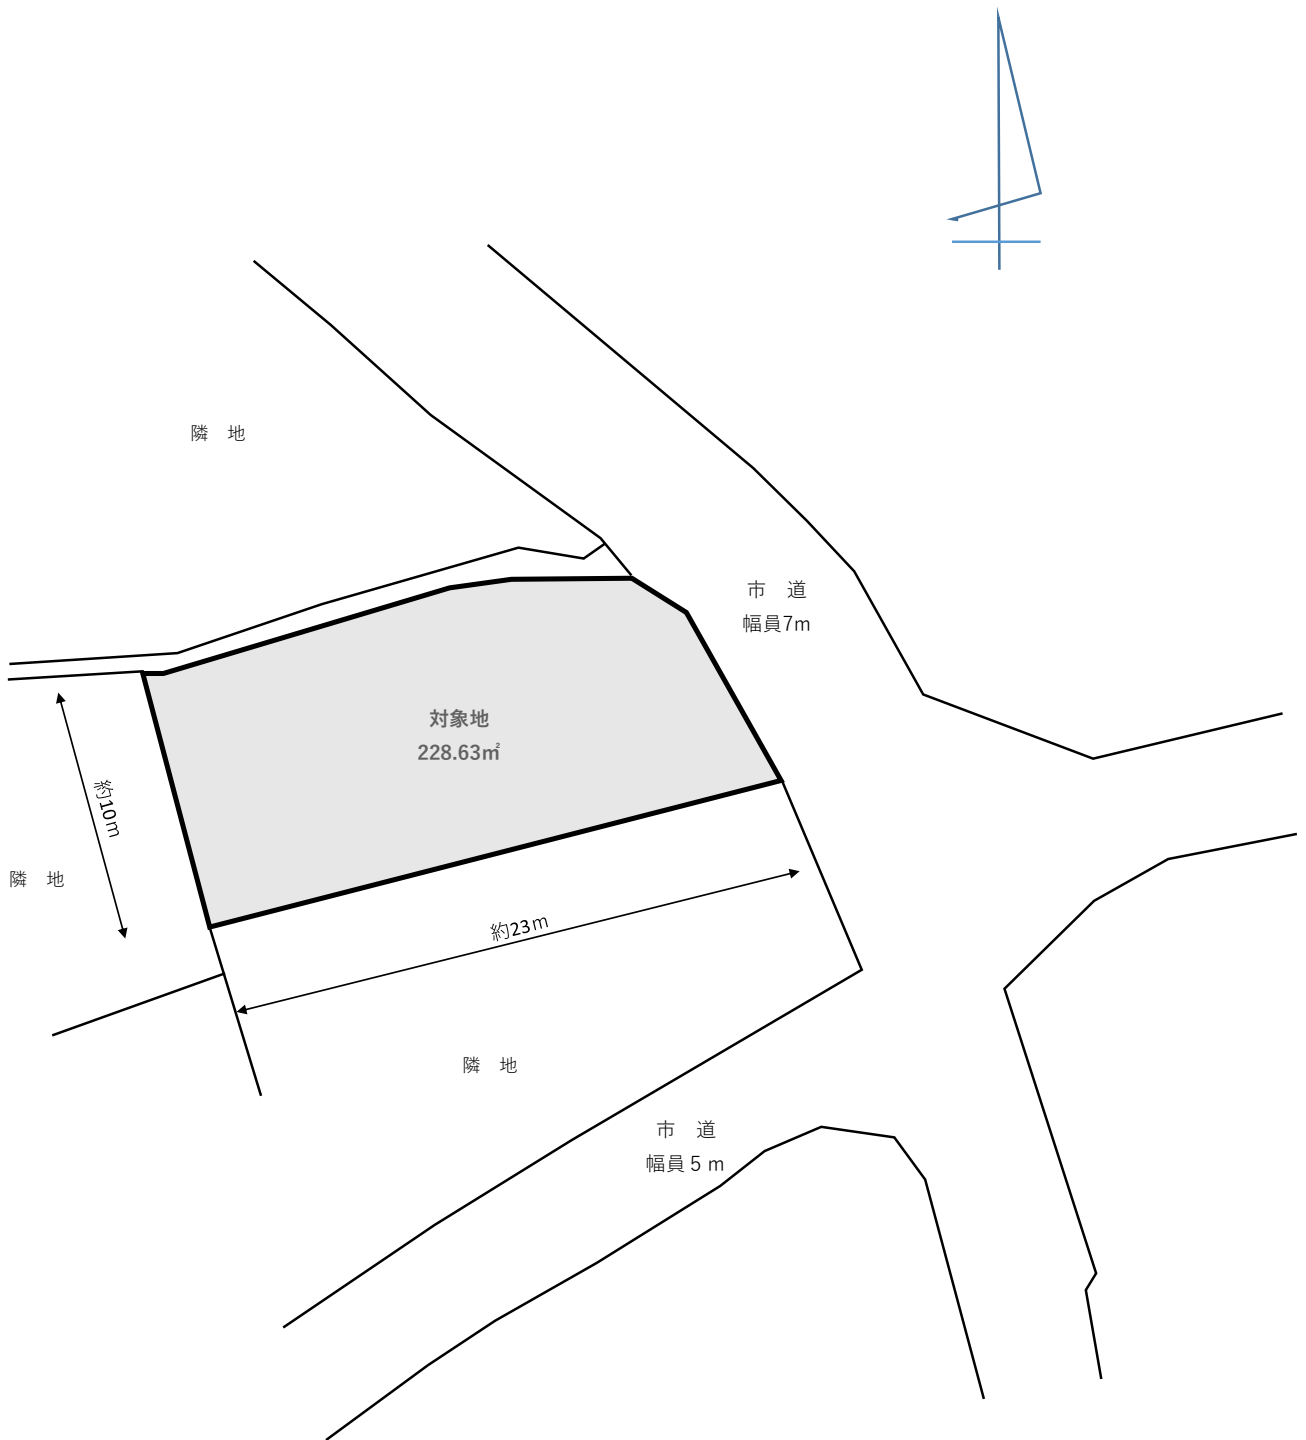 隣　地
市　道
幅員7m
対象地
228.63㎡
約10m
隣　地
約23m
隣　地
市　道
幅員５ｍ